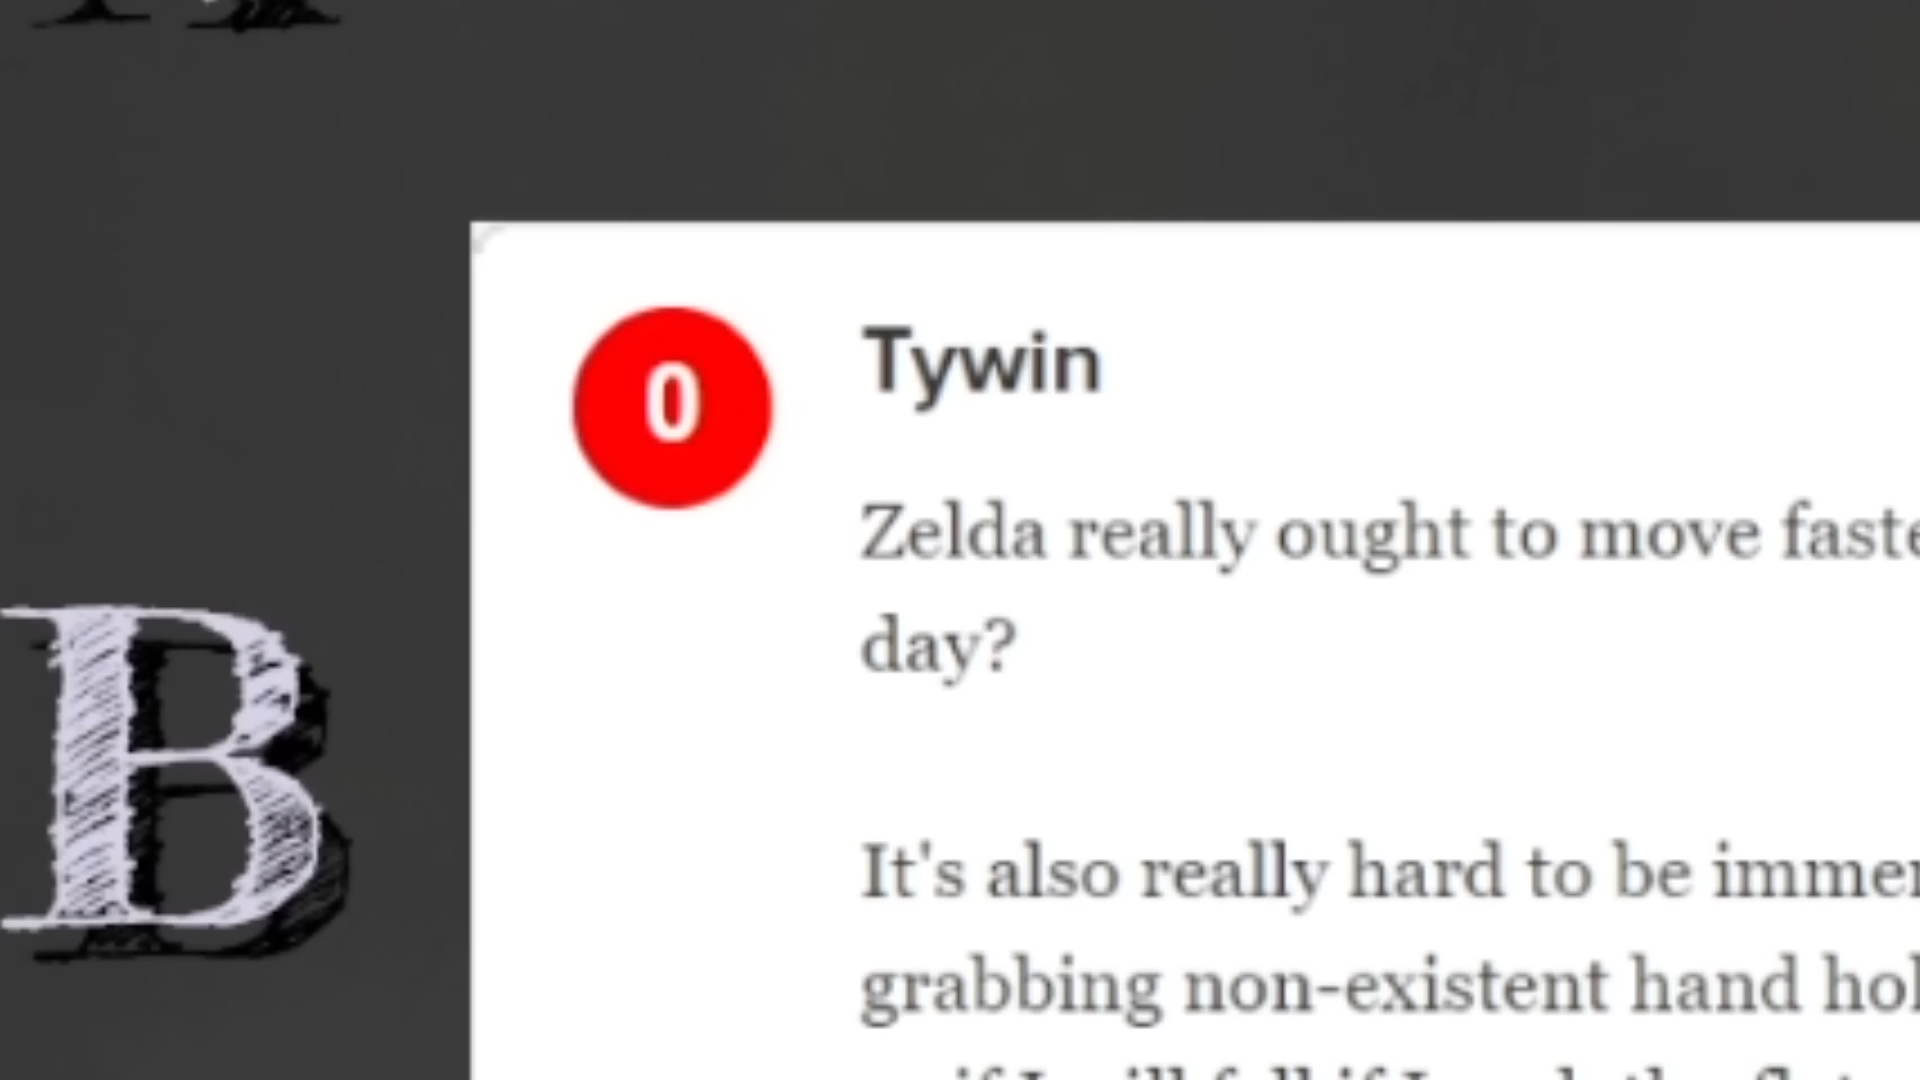 0
Tywin
Zelda really ought to move faste
day?
B
It's also really hard to be immer
grabbing non-existent hand hol